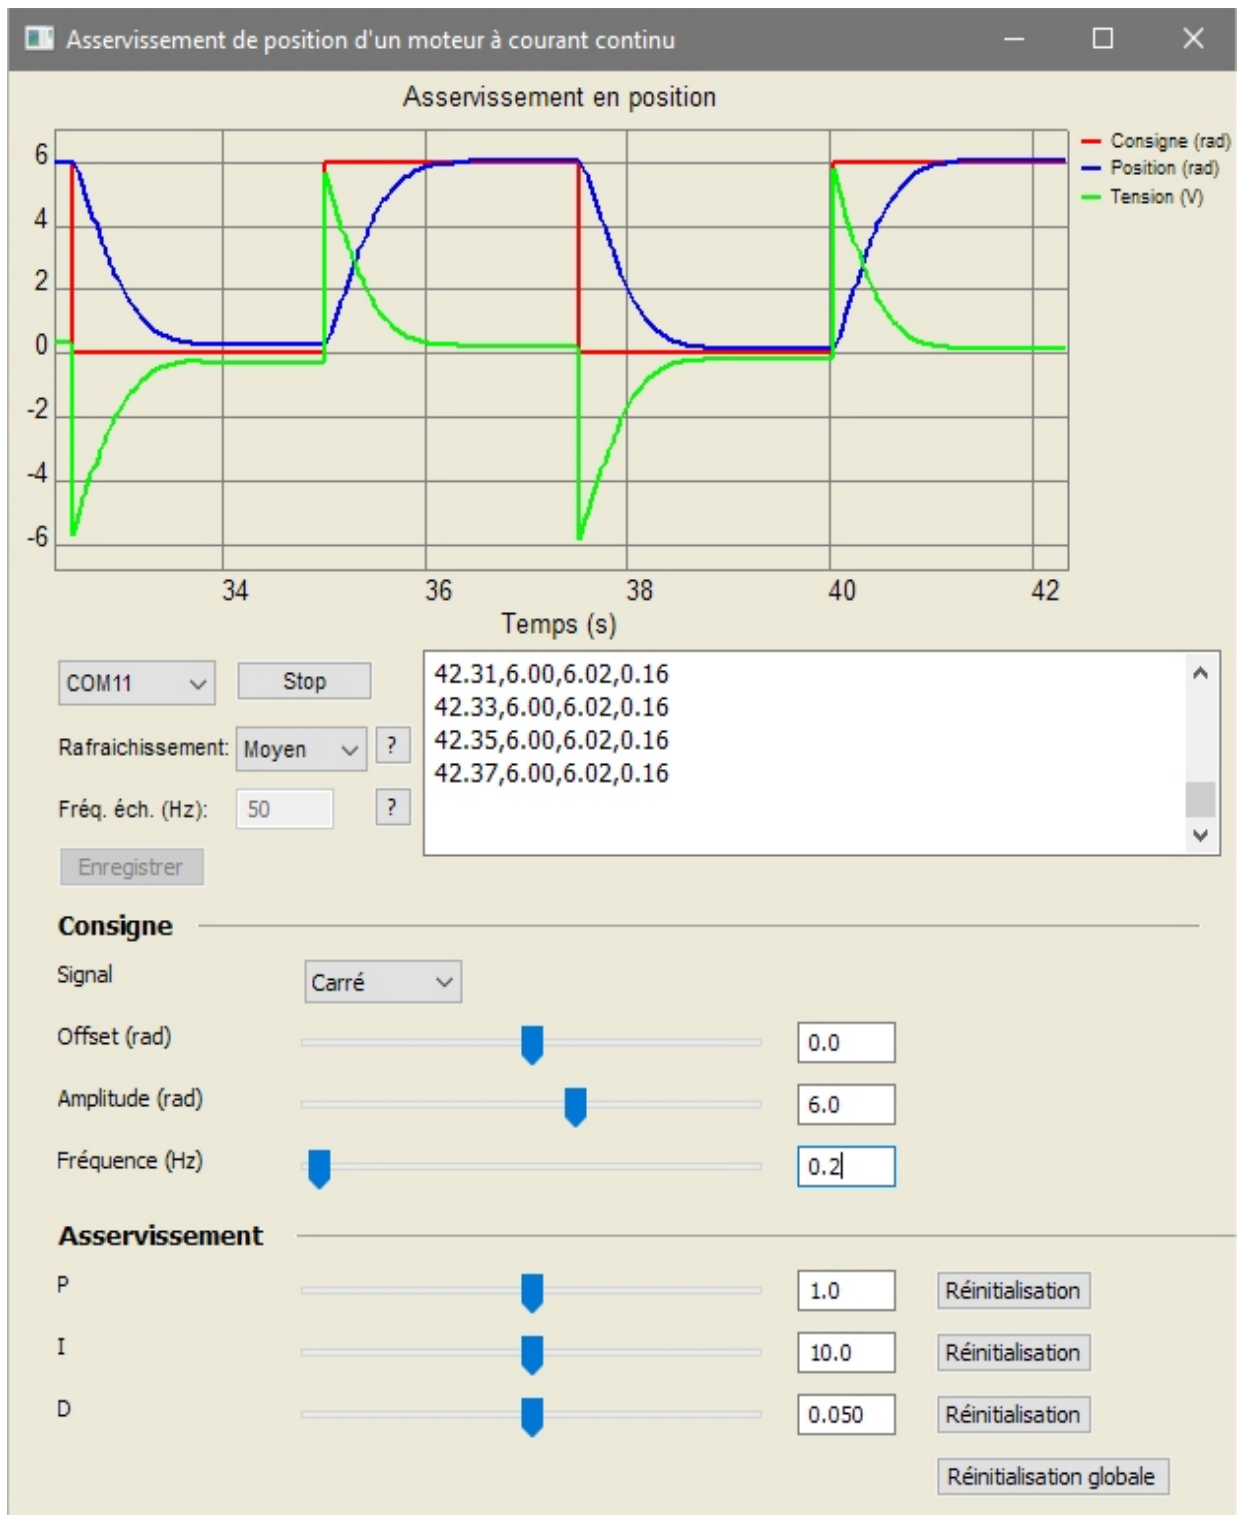 Asservissement de position d'un moteur à courant continu
Asservissement en position
Consigne (rad)
Position (rad)
Tension (V)
6
4
2
0
-2
-4
-6
34 36 38 40 42
Temps (s)
COM11 Stop
Rafraichissement: Moyen ?
Fréq. éch. (Hz): 50 ?
Enregistrer
42.31,6.00,6.02,0.16
42.33,6.00,6.02,0.16
42.35,6.00,6.02,0.16
42.37,6.00,6.02,0.16
Consigne
Signal Carré
Offset (rad) 0.0
Amplitude (rad) 6.0
Fréquence (Hz) 0.2
Asservissement
P 1.0 Réinitialisation
I 10.0 Réinitialisation
D 0.050 Réinitialisation
Réinitialisation globale